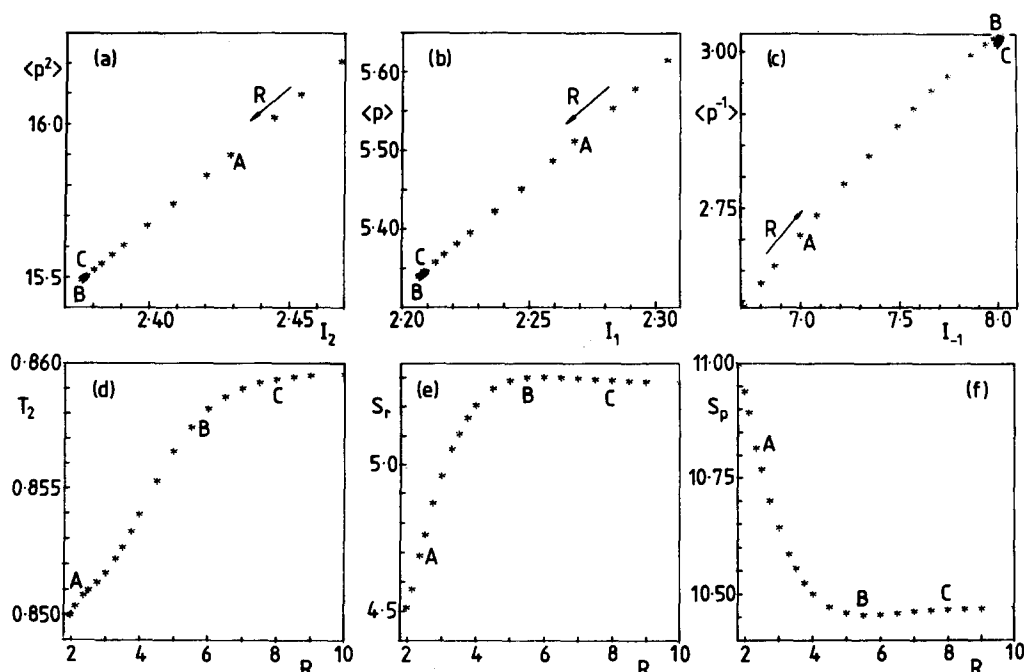 (a)
<p²>
16·0
15·5
R
A
C
B
2·40
2·45
I₂
(b)
5·60
<p>
5·50
5·40
R
A
C
B
2·20
2·25
2·30
I₁
(c)
3·00
<p⁻¹>
2·75
B
C
R
A
7·0
7·5
8·0
I₋₁
(d)
0·860
T₂
0·855
0·850
A
B
C
2
4
6
8
10
R
(e)
Sᵣ
5·0
4·5
A
B
C
2
4
6
8
10
R
(f)
11·00
Sₚ
10·75
10·50
A
B
C
2
4
6
8
10
R